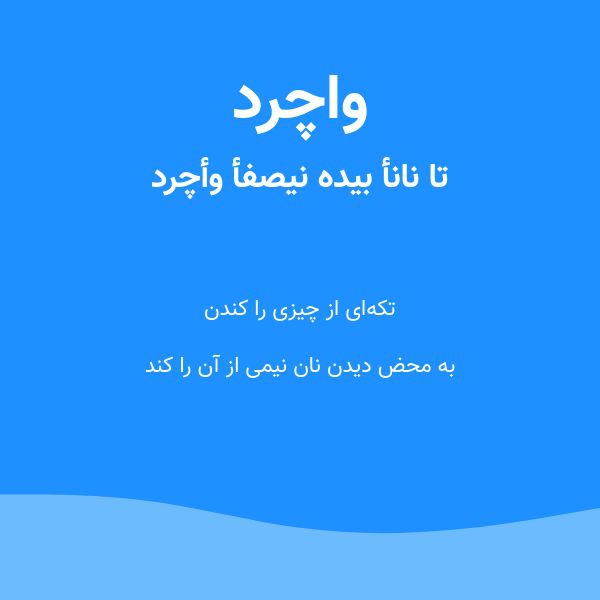 واچرد
تا نانأ بیده نیصفأ وأچرد
تکه‌ای از چیزی را کندن
به محض دیدن نان نیمی از آن را کند